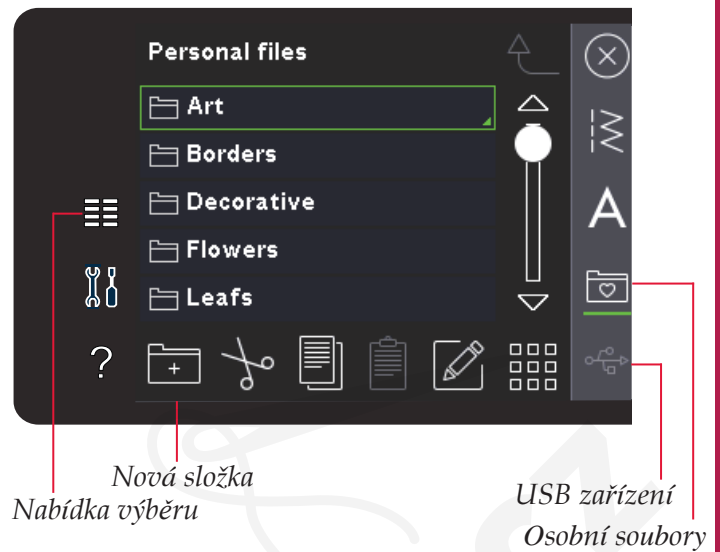 Personal files
Art
Borders
Decorative
Flowers
Leafs
A
?
Nová složka
Nabídka výběru
USB zařízení
Osobní soubory